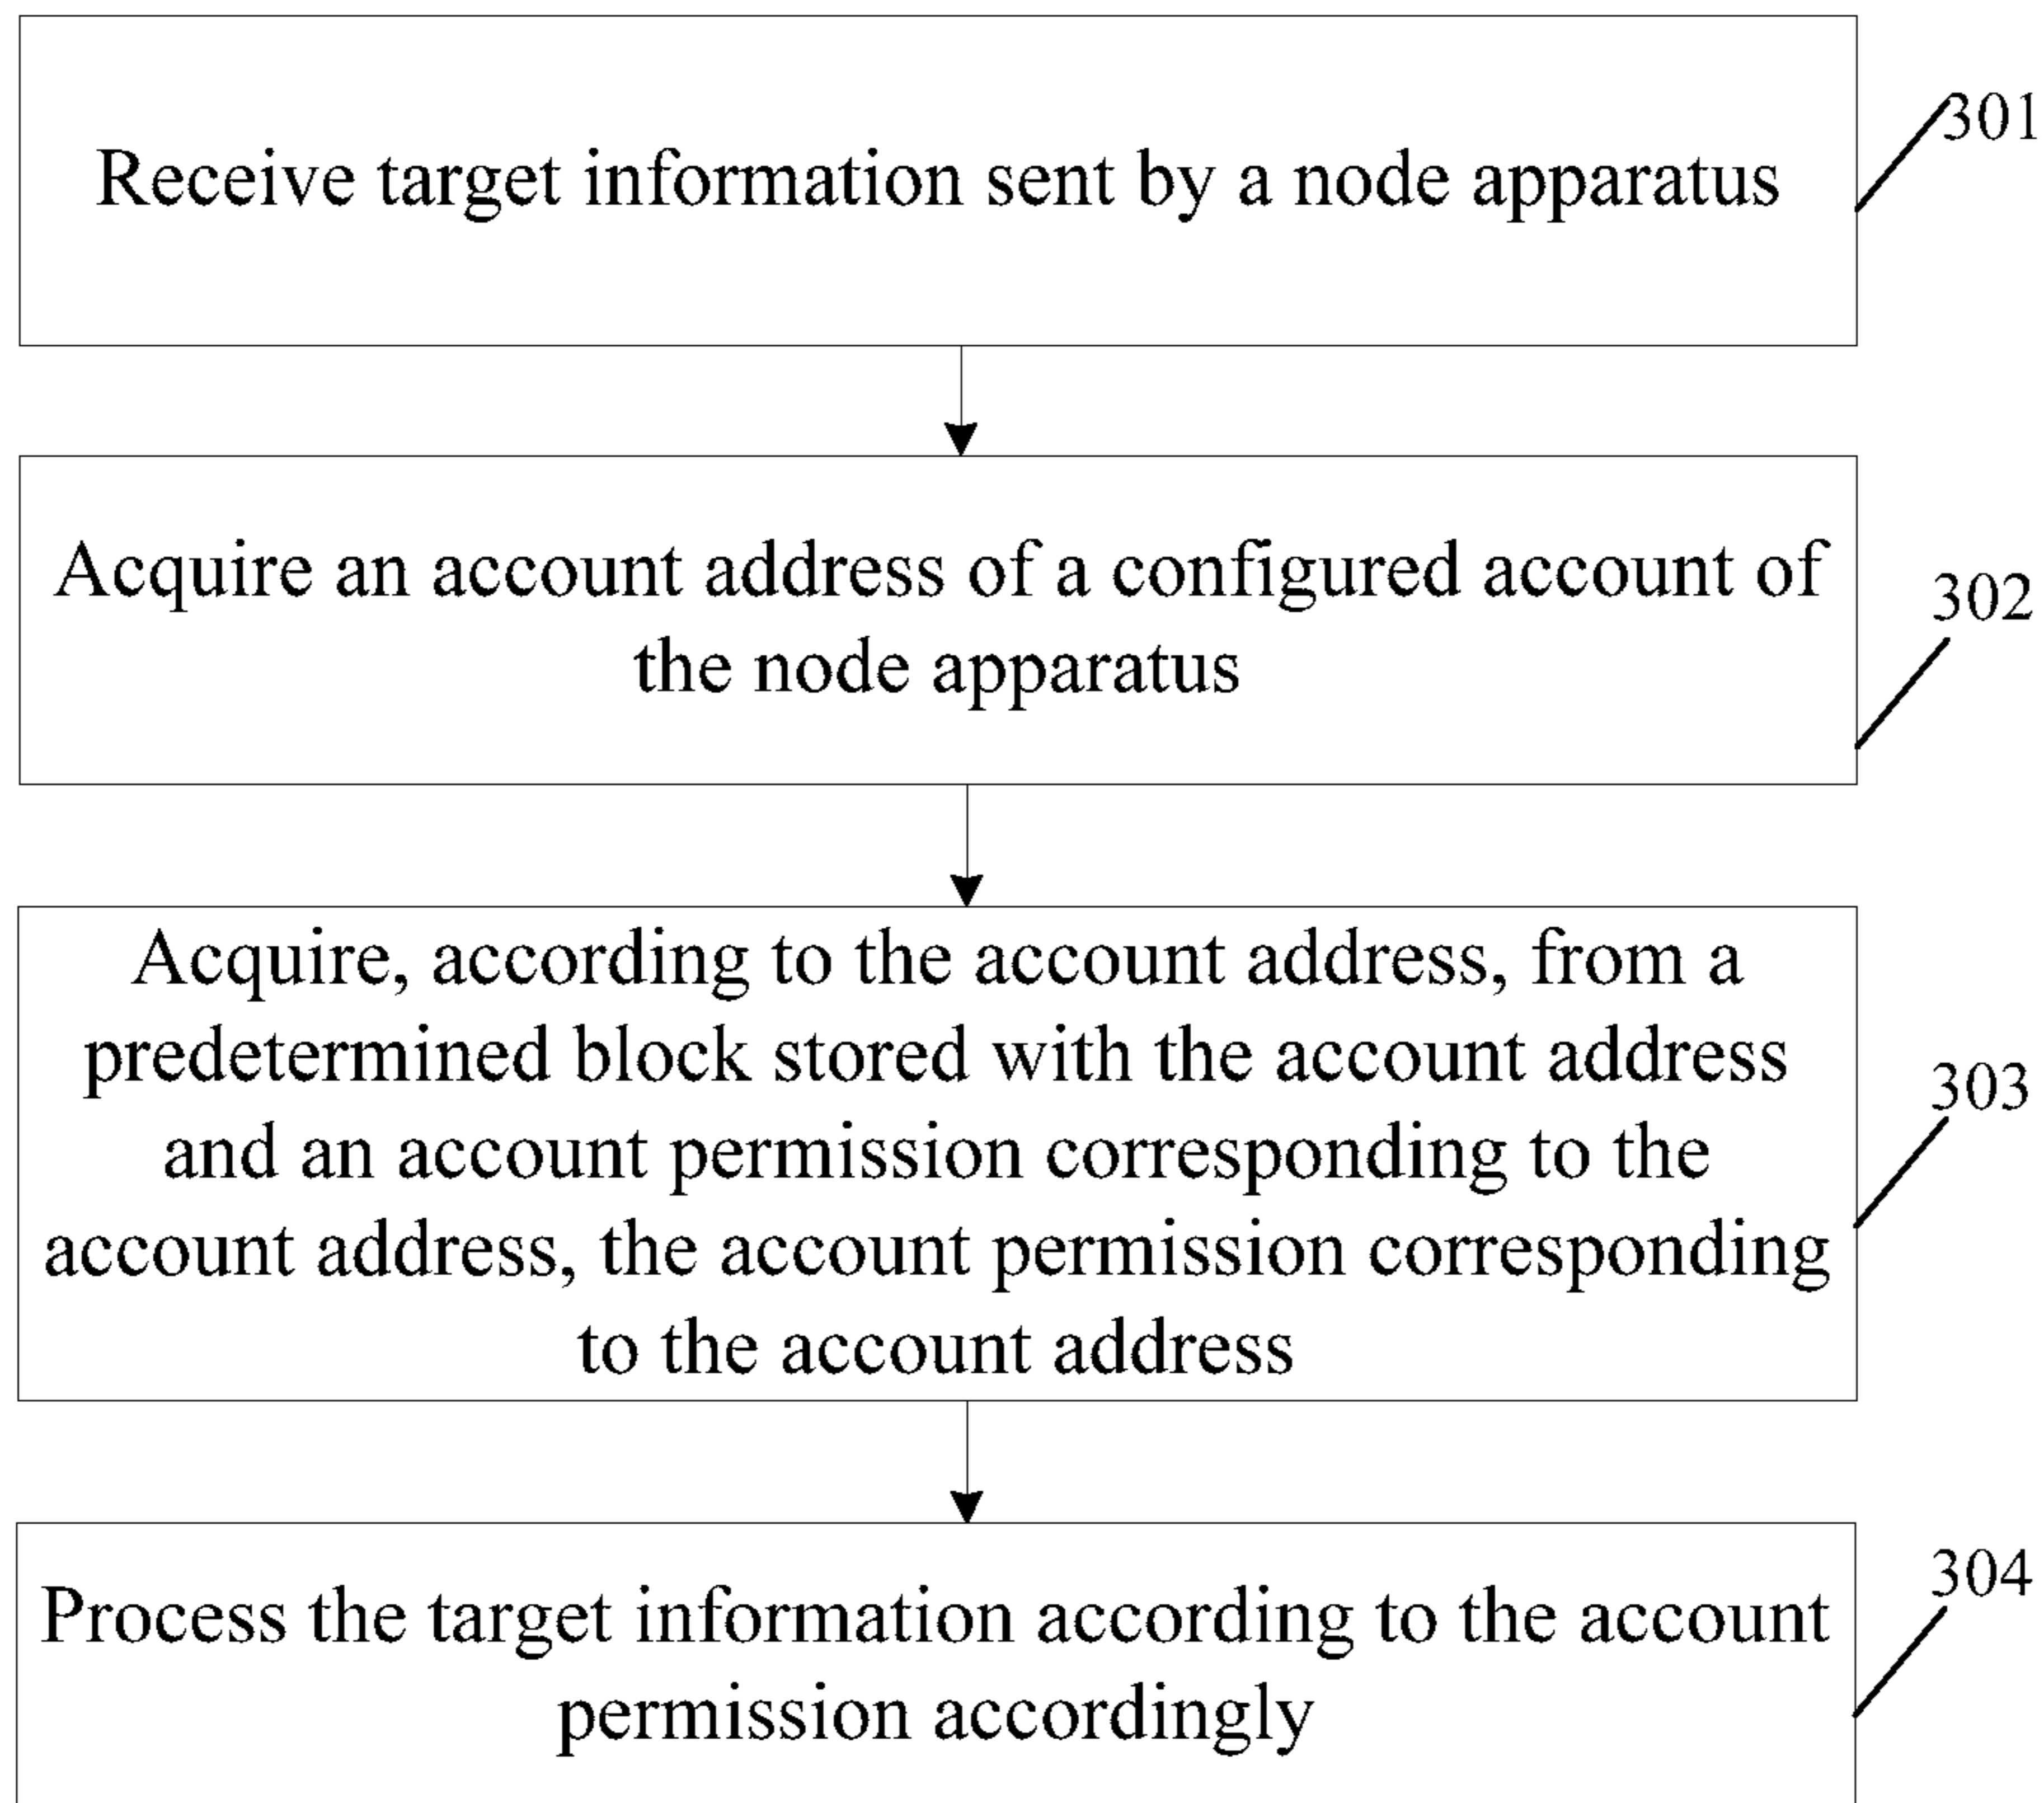 Receive target information sent by a node apparatus
301
Acquire an account address of a configured account of
the node apparatus
302
Acquire, according to the account address, from a
predetermined block stored with the account address
and an account permission corresponding to the
account address, the account permission corresponding
to the account address
303
Process the target information according to the account
permission accordingly
304